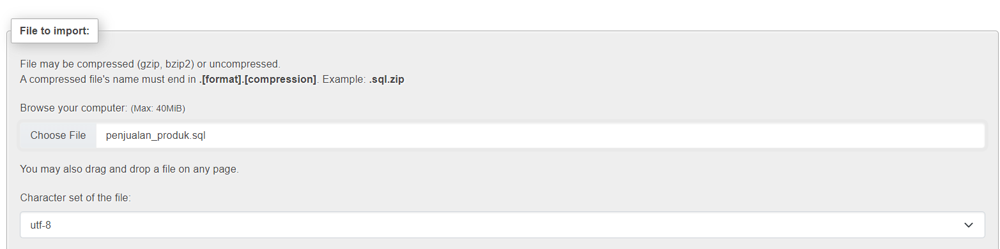 File to import:
File may be compressed (gzip, bzip2) or uncompressed.
A compressed file's name must end in .[format].[compression]. Example: .sql.zip
Browse your computer: (Max: 40MiB)
Choose File penjualan_produk.sql
You may also drag and drop a file on any page.
Character set of the file:
utf-8